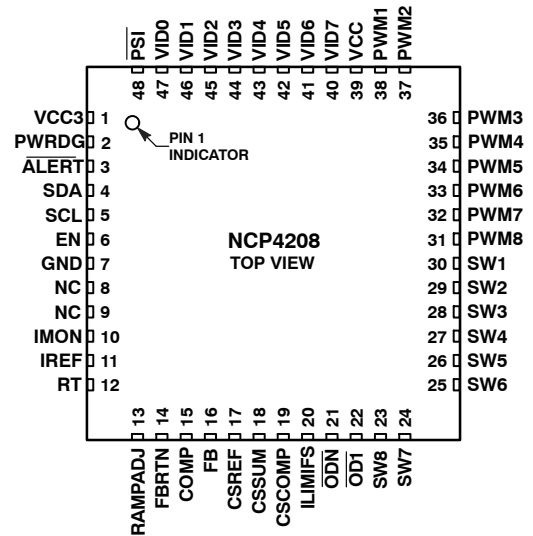 PSI
VID0
VID1
VID2
VID3
VID4
VID5
VID6
VID7
VCC
PWM1
PWM2
48
47
46
45
44
43
42
41
40
39
38
37
VCC3 1
PWRDG 2
ALERT 3
SDA 4
SCL 5
EN 6
GND 7
NC 8
NC 9
IMON 10
IREF 11
RT 12
PIN 1
INDICATOR
NCP4208
TOP VIEW
36 PWM3
35 PWM4
34 PWM5
33 PWM6
32 PWM7
31 PWM8
30 SW1
29 SW2
28 SW3
27 SW4
26 SW5
25 SW6
13
14
15
16
17
18
19
20
21
22
23
24
RAMPADJ
FBRTN
COMP
FB
CSREF
CSSUM
CSCOMP
ILIMIFS
ODN
OD1
SW8
SW7